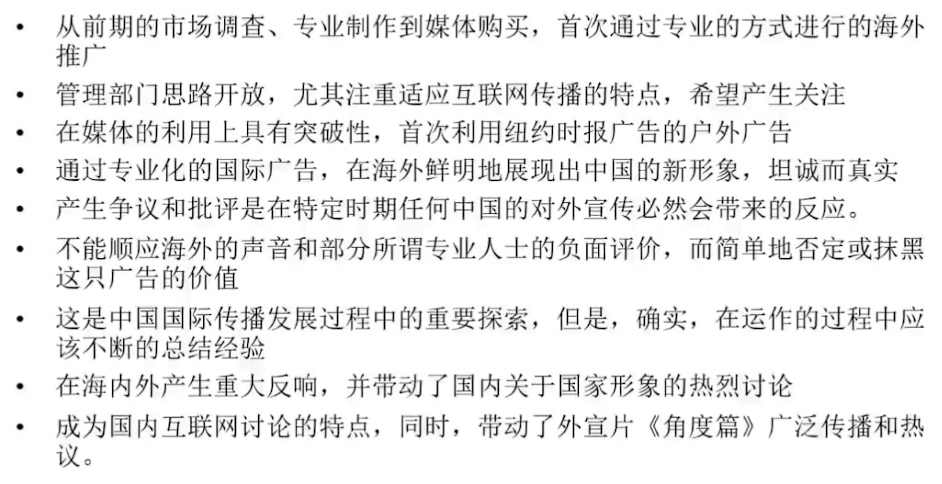 • 从前期的市场调查、专业制作到媒体购买，首次通过专业的方式进行的海外
推广
• 管理部门思路开放，尤其注重适应互联网传播的特点，希望产生关注
• 在媒体的利用上具有突破性，首次利用纽约时报广告的户外广告
• 通过专业化的国际广告，在海外鲜明地展现出中国的新形象，坦诚而真实
• 产生争议和批评是在特定时期任何中国的对外宣传必然会带来的反应。
• 不能顺应海外的声音和部分所谓专业人士的负面评价，而简单地否定或抹黑
这只广告的价值
• 这是中国国际传播发展过程中的重要探索，但是，确实，在运作的过程中应
该不断的总结经验
• 在海内外产生重大反响，并带动了国内关于国家形象的热烈讨论
• 成为国内互联网讨论的特点，同时，带动了外宣片《角度篇》广泛传播和热
议。